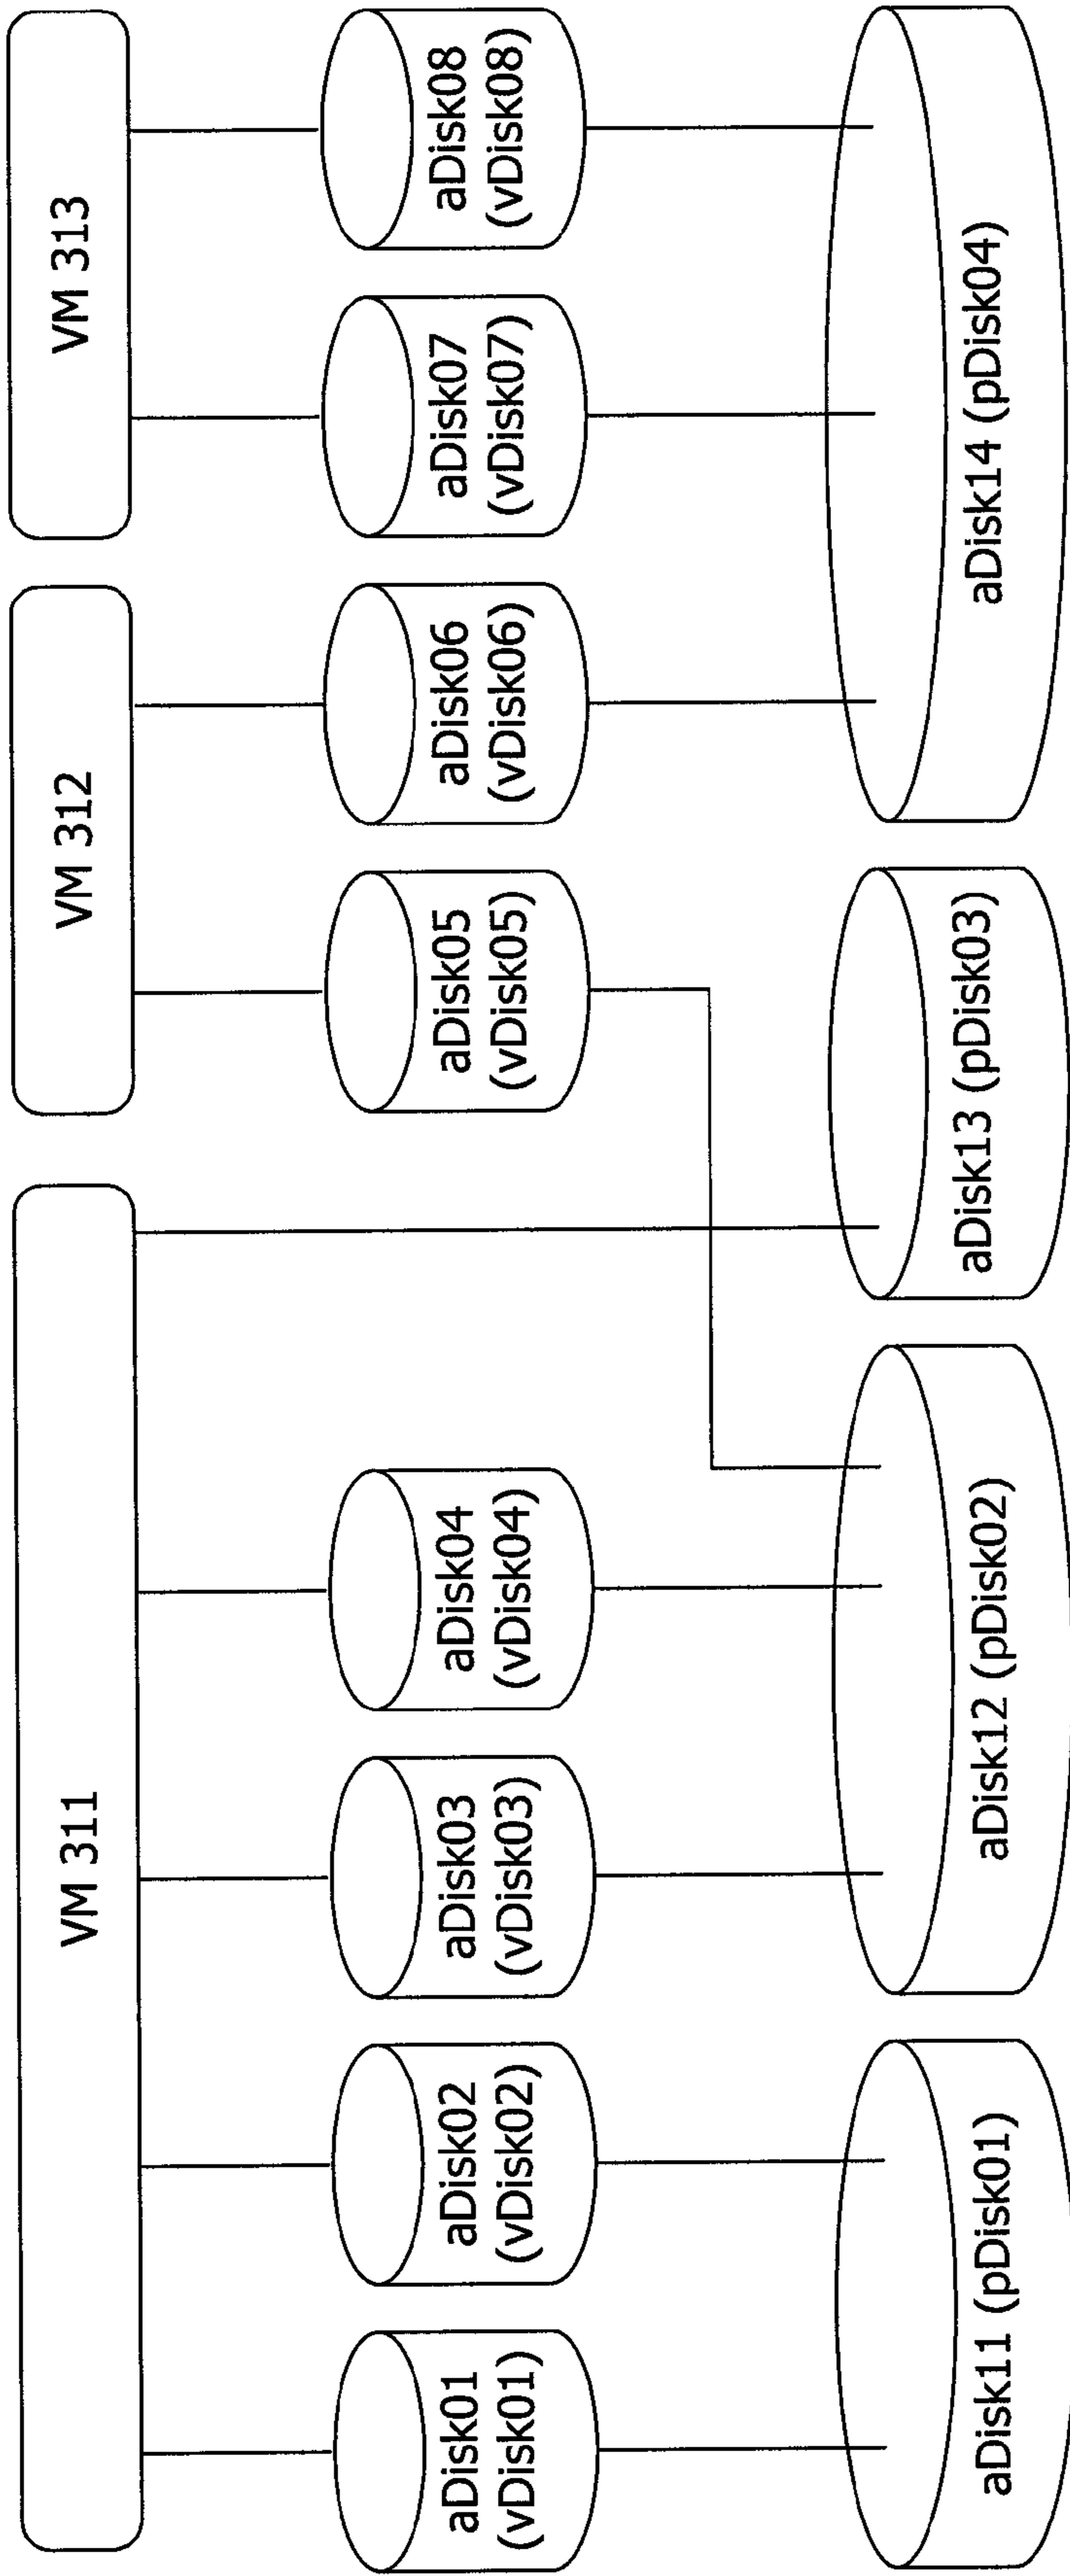 VM 311
VM 312
VM 313
aDisk01
(vDisk01)
aDisk02
(vDisk02)
aDisk03
(vDisk03)
aDisk04
(vDisk04)
aDisk05
(vDisk05)
aDisk06
(vDisk06)
aDisk07
(vDisk07)
aDisk08
(vDisk08)
aDisk11 (pDisk01)
aDisk12 (pDisk02)
aDisk13 (pDisk03)
aDisk14 (pDisk04)